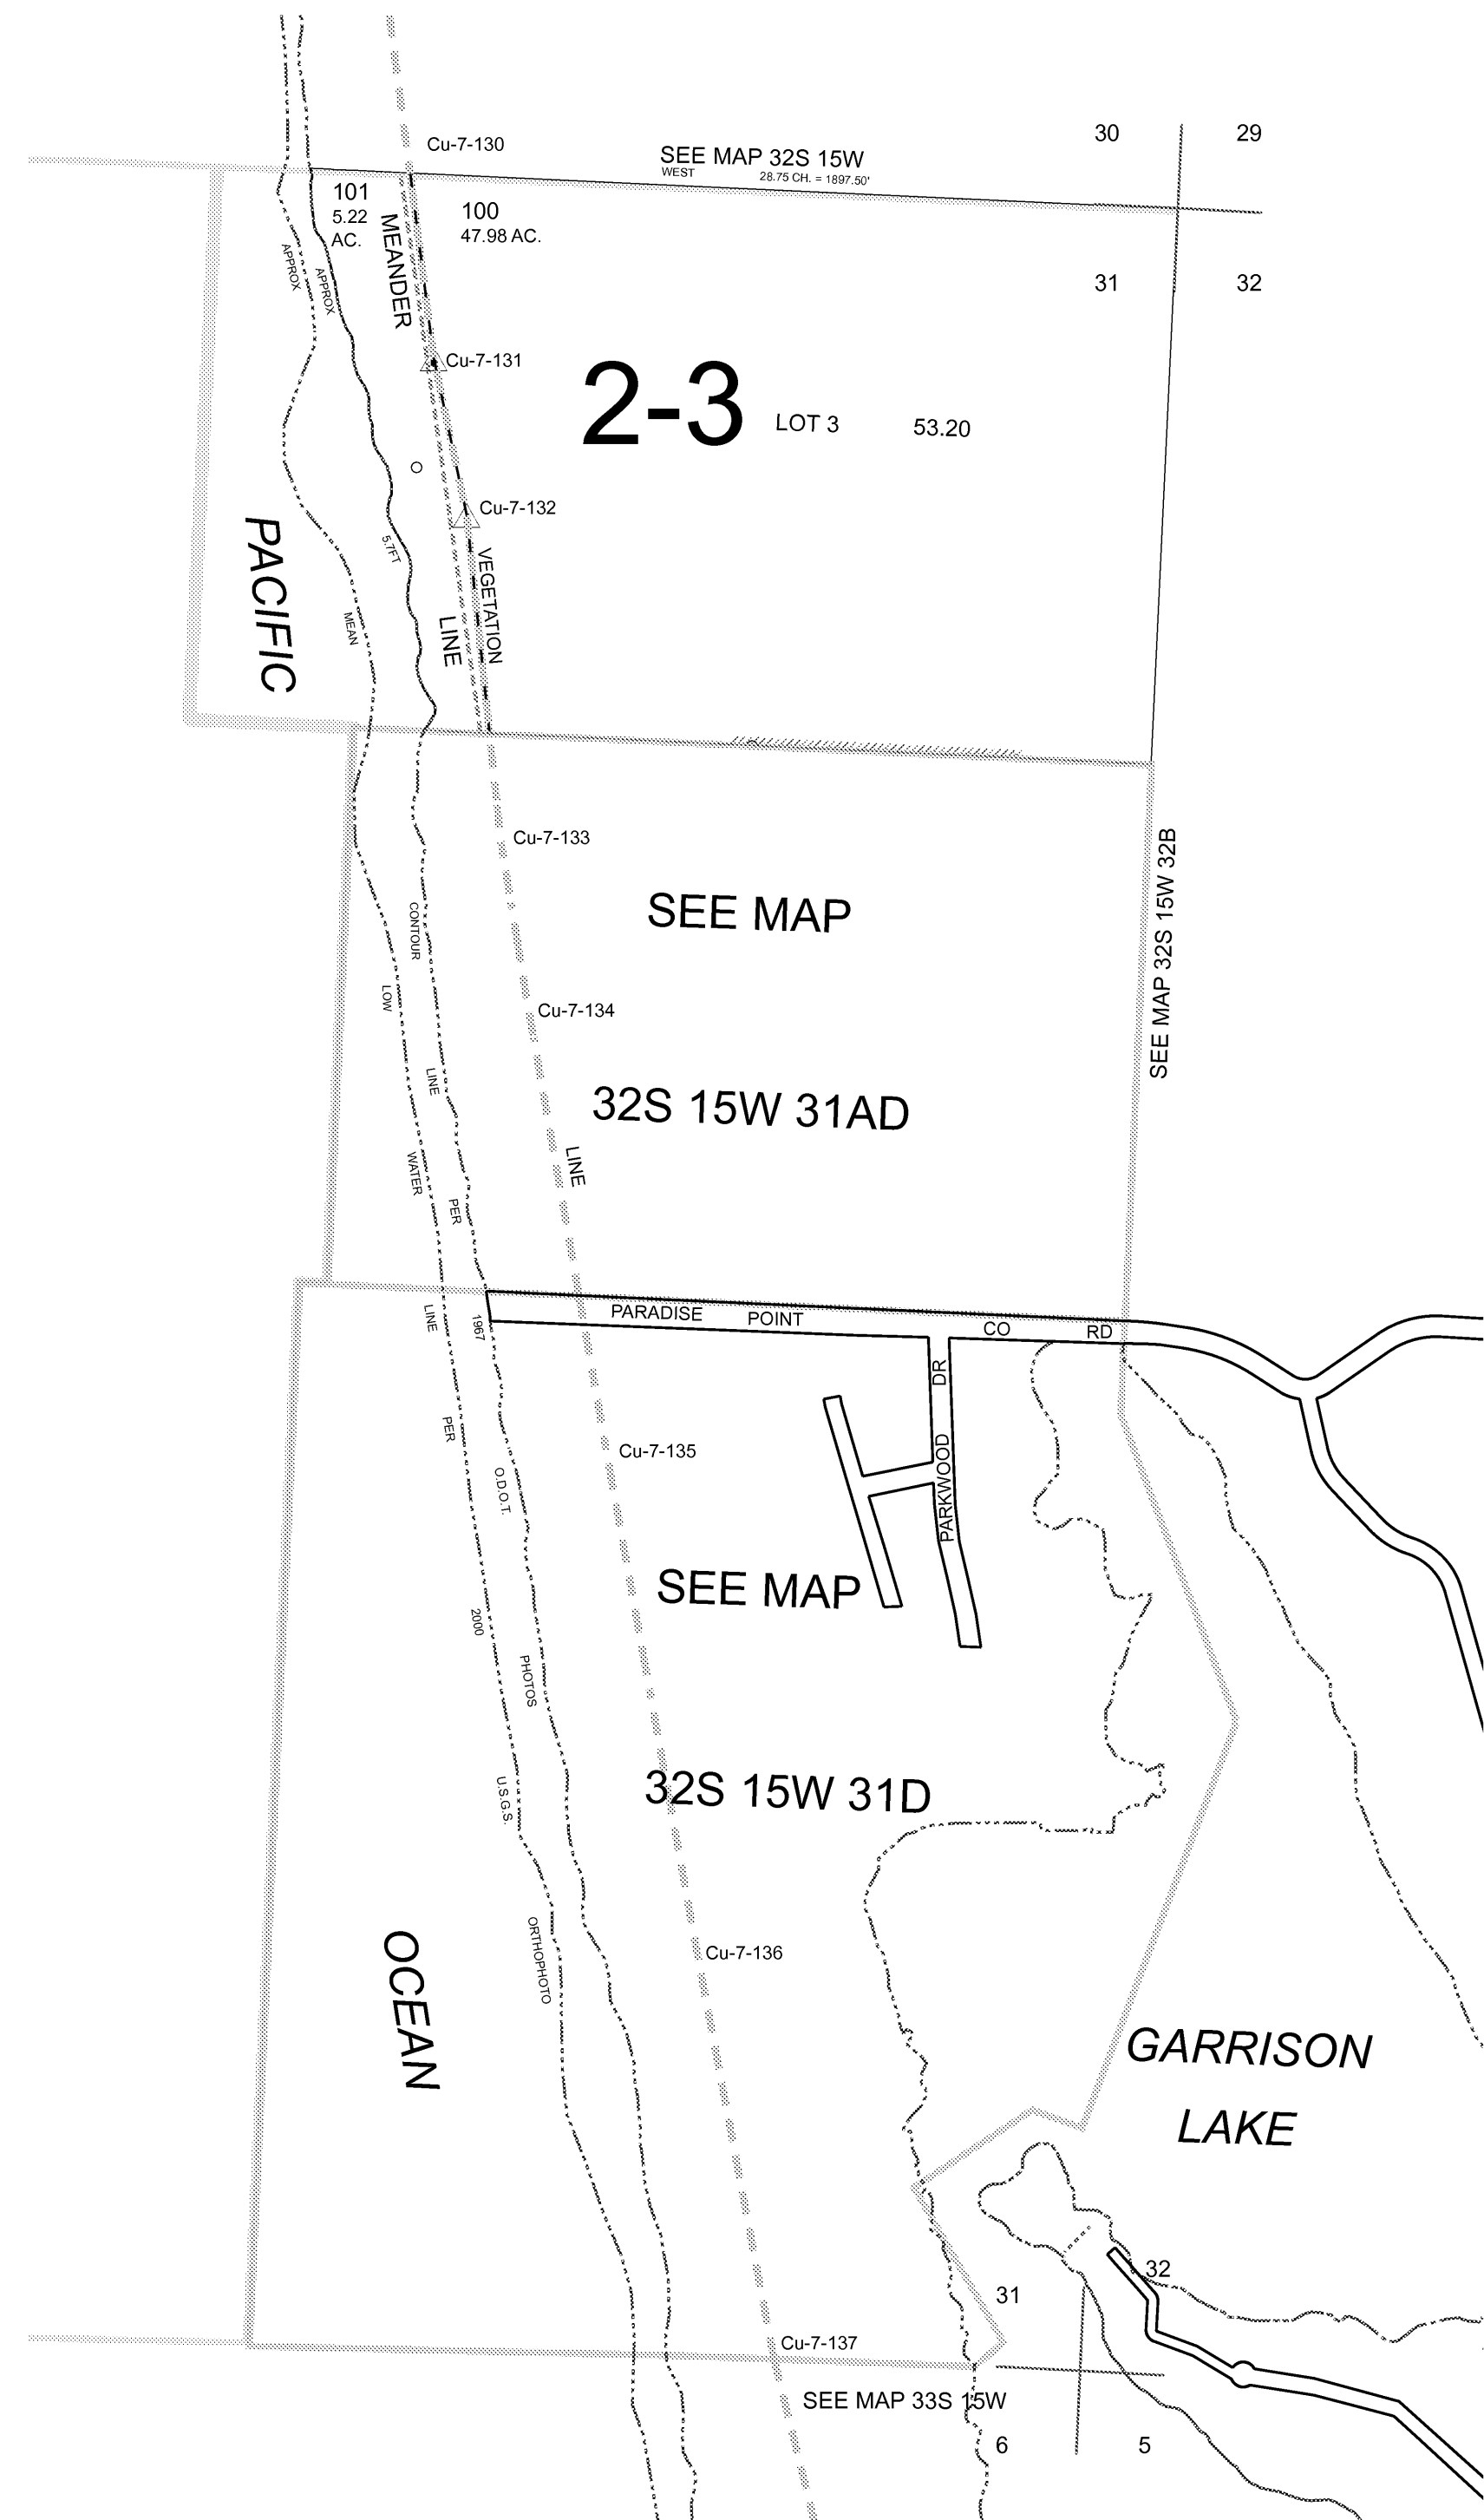 Cu-7-130
SEE MAP 32S 15W
WEST 28.75 CH. = 1897.50'
30
29
101
5.22
AC.
100
47.98 AC.
31
32
MEANDER
APPROX
APPROX
Cu-7-131
2-3
LOT 3
53.20
Cu-7-132
5.7FT
VEGETATION
LINE
LINE
MEAN
PACIFIC
Cu-7-133
SEE MAP
32S 15W 31AD
SEE MAP 32S 15W 32B
CONTOUR
LOW
Cu-7-134
LINE
WATER
PER
PARADISE POINT CO RD
LINE
1967
PARKWOOD DR
PER
O.D.O.T.
Cu-7-135
SEE MAP
32S 15W 31D
2000
PHOTOS
U.S.G.S.
ORTHOPHOTO
OCEAN
Cu-7-136
GARRISON
LAKE
31
32
Cu-7-137
SEE MAP 33S 15W
6
5